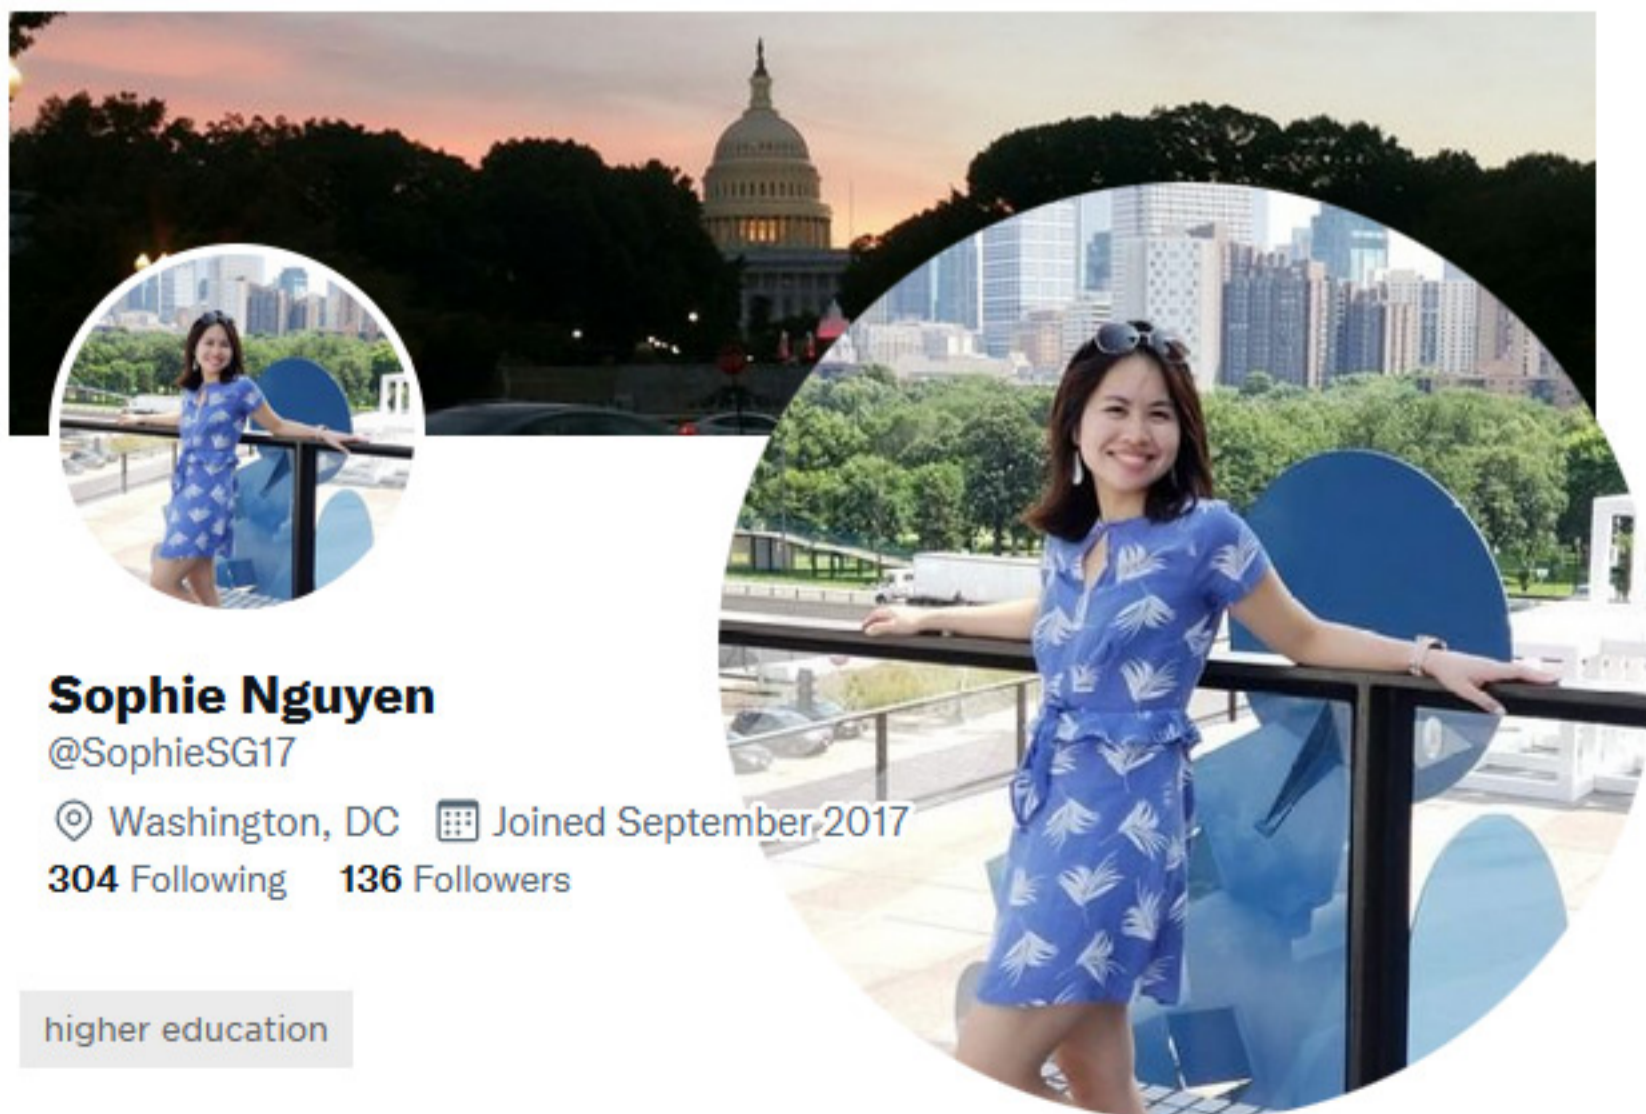 Sophie Nguyen
@SophieSG17
Washington, DC Joined September 2017
304 Following 136 Followers
higher education